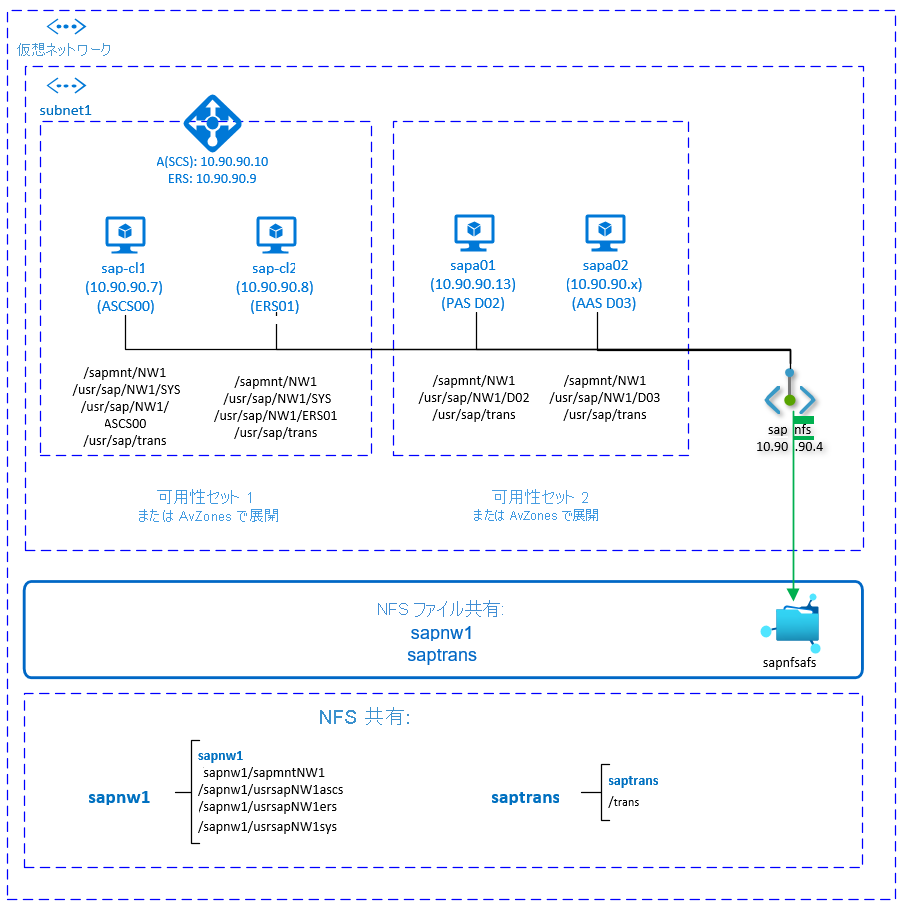 仮想ネットワーク
subnet1
A(SCS): 10.90.90.10
ERS: 10.90.90.9
sap-cl1
(10.90.90.7)
(ASCS00)
sap-cl2
(10.90.90.8)
(ERS01)
sapa01
(10.90.90.13)
(PAS D02)
sapa02
(10.90.90.x)
(AAS D03)
/sapmnt/NW1
/usr/sap/NW1/SYS
/usr/sap/NW1/
ASCS00
/usr/sap/trans
/sapmnt/NW1
/usr/sap/NW1/SYS
/usr/sap/NW1/ERS01
/usr/sap/trans
/sapmnt/NW1
/usr/sap/NW1/D02
/usr/sap/trans
/sapmnt/NW1
/usr/sap/NW1/D03
/usr/sap/trans
sap nfs
10.90 .90.4
可用性セット 1
または AvZones で展開
可用性セット 2
または AvZones で展開
NFS ファイル共有:
sapnw1
saptrans
sapnfsafs
NFS 共有:
sapnw1
sapnw1
sapnw1/sapmntNW1
/sapnw1/usrsapNW1ascs
/sapnw1/usrsapNW1ers
/sapnw1/usrsapNW1sys
saptrans
saptrans
/trans